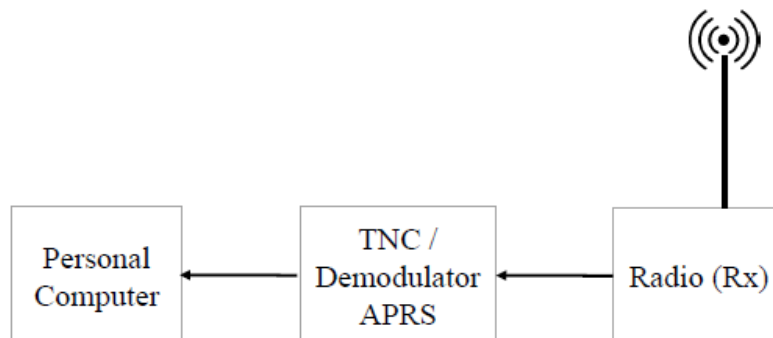 Personal
Computer
TNC /
Demodulator
APRS
Radio (Rx)